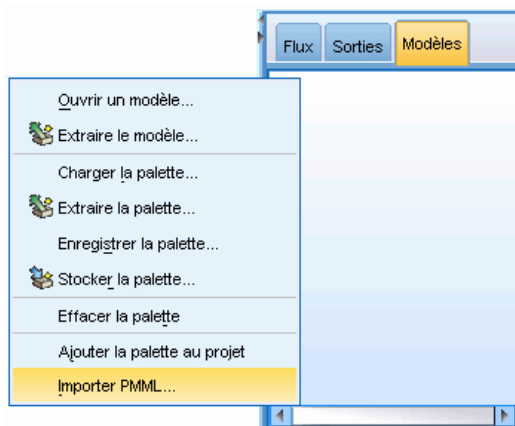 Flux Sorties Modèles
Ouvrir un modèle...
Extraire le modèle...
Charger la palette...
Extraire la palette...
Enregistrer la palette...
Stocker la palette...
Effacer la palette
Ajouter la palette au projet
Importer PMML...